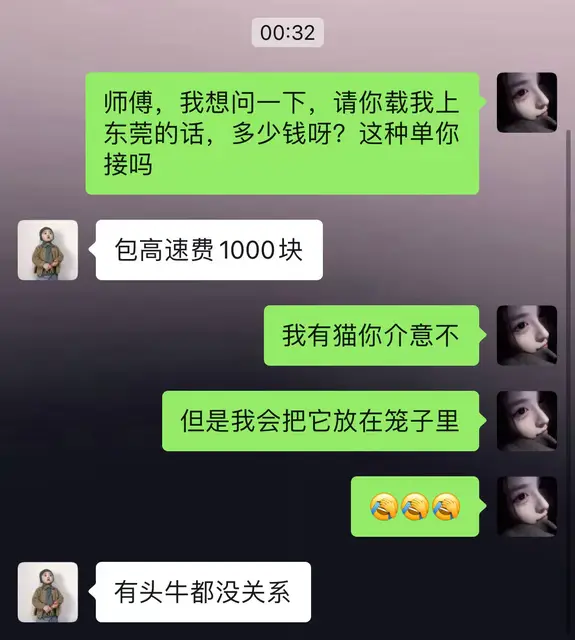 00:32
师傅，我想问一下，请你载我上
东莞的话，多少钱呀？这种单你
接吗
包高速费1000块
我有猫你介意不
但是我会把它放在笼子里
🤣🤣🤣
有头牛都没关系